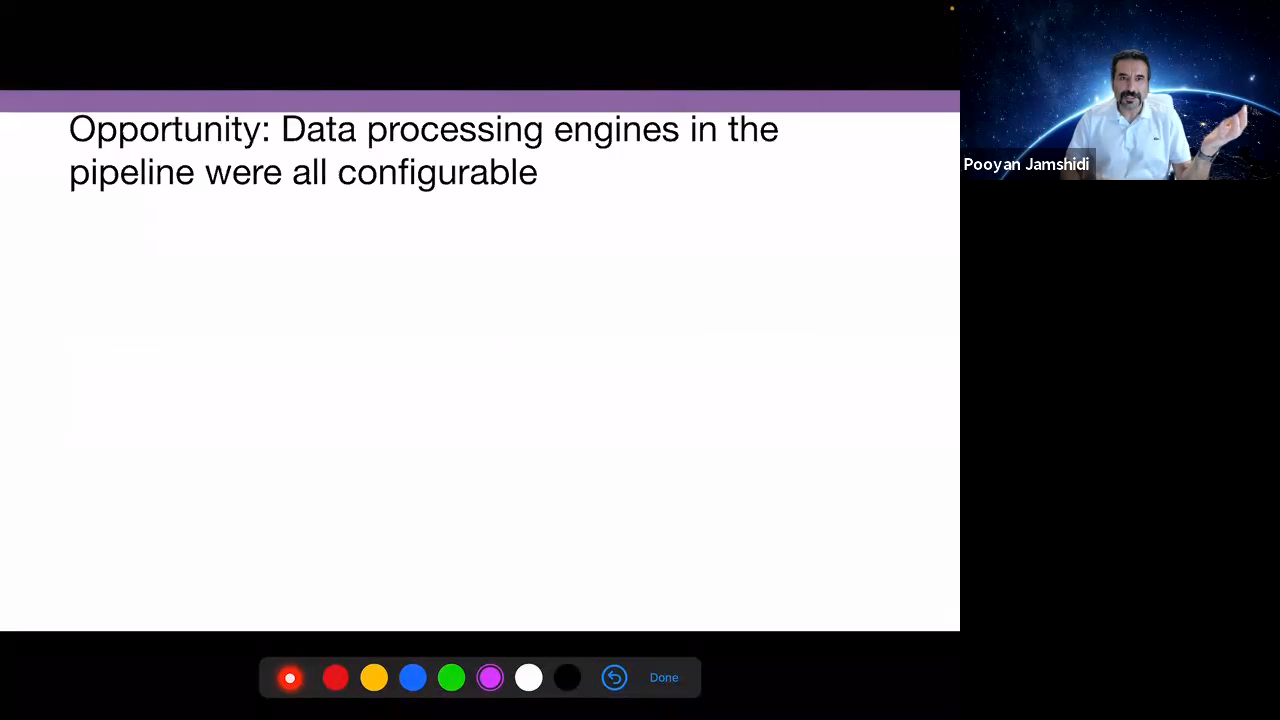 Opportunity: Data processing engines in the
pipeline were all configurable
Pooyan Jamshidi
Done